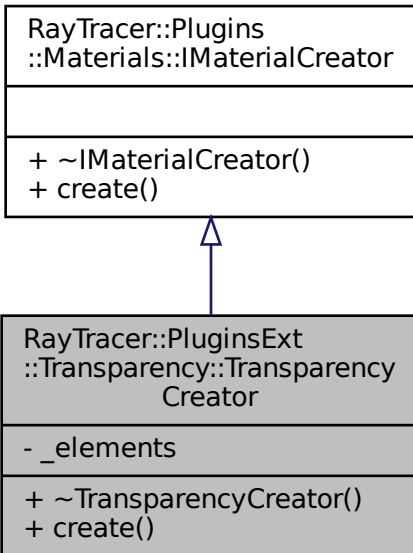 RayTracer::Plugins
::Materials::IMaterialCreator
+ ~IMaterialCreator()
+ create()
RayTracer::PluginsExt
::Transparency::Transparency
Creator
- _elements
+ ~TransparencyCreator()
+ create()